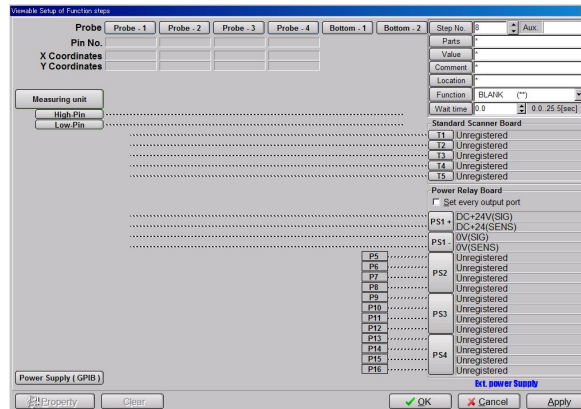 Viewable Setup of Function steps
Probe Probe - 1 Probe - 2 Probe - 3 Probe - 4 Bottom - 1 Bottom - 2
Pin No.
X Coordinates
Y Coordinates
Step No. 8 Aux.
Parts *
Value *
Comment *
Location *
Function BLANK (**)
Wait time 0.0 0.0..25.5[sec]
Measuring unit
High-Pin
Low-Pin
Standard Scanner Board
T1 Unregistered
T2 Unregistered
T3 Unregistered
T4 Unregistered
T5 Unregistered
Power Relay Board
Set every output port
PS1 + DC+24V(SIG)
DC+24(SENS)
PS1 - 0V(SIG)
0V(SENS)
P5 PS2 Unregistered
P6 Unregistered
P7 Unregistered
P8 Unregistered
P9 PS3 Unregistered
P10 Unregistered
P11 Unregistered
P12 Unregistered
P13 PS4 Unregistered
P14 Unregistered
P15 Unregistered
P16 Unregistered
Power Supply ( GPIB )
Ext. power Supply
Property Clear OK Cancel Apply